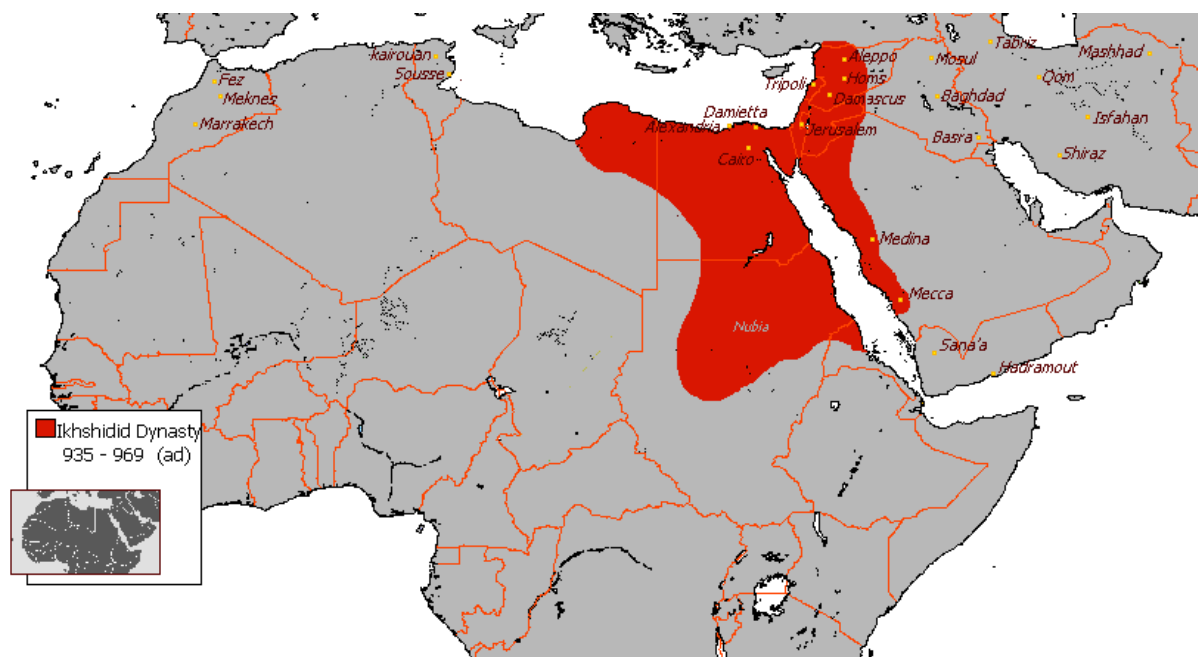 Tabriz
Mashhad
kairouan
Aleppo
Mosul
Sousse
Homs
Qom
Fez
Tripoli
Meknes
Damascus
Baghdad
Damietta
Isfahan
Marrakech
Alexandria
Jerusalem
Basra
Cairo
Shiraz
Medina
Mecca
Nubia
Sana'a
Hadramout
Ikhshidid Dynasty
935 - 969 (ad)